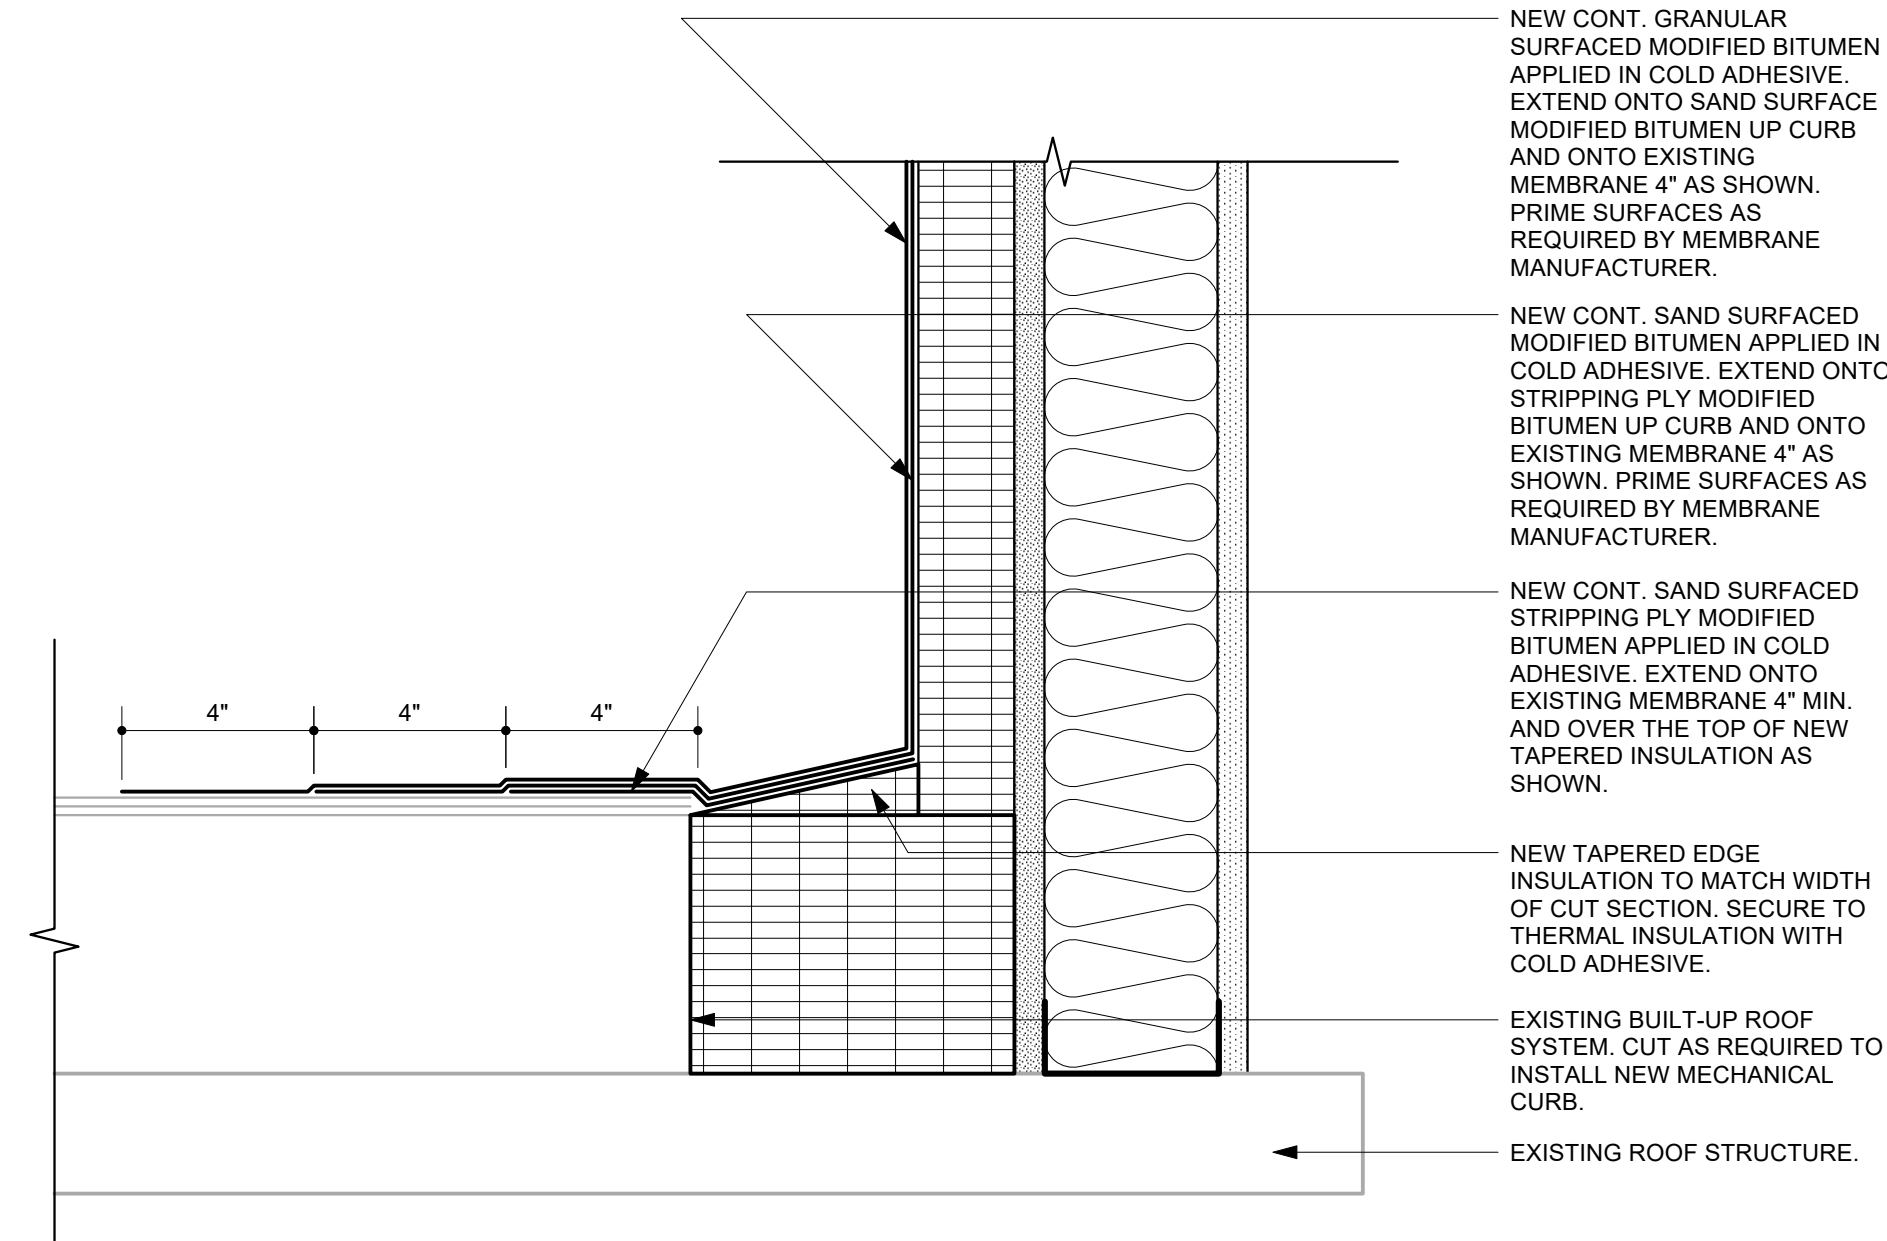 NEW CONT. GRANULAR
SURFACED MODIFIED BITUMEN
APPLIED IN COLD ADHESIVE.
EXTEND ONTO SAND SURFACE
MODIFIED BITUMEN UP CURB
AND ONTO EXISTING
MEMBRANE 4" AS SHOWN.
PRIME SURFACES AS
REQUIRED BY MEMBRANE
MANUFACTURER.
NEW CONT. SAND SURFACED
MODIFIED BITUMEN APPLIED IN
COLD ADHESIVE. EXTEND ONTO
STRIPPING PLY MODIFIED
BITUMEN UP CURB AND ONTO
EXISTING MEMBRANE 4" AS
SHOWN. PRIME SURFACES AS
REQUIRED BY MEMBRANE
MANUFACTURER.
NEW CONT. SAND SURFACED
STRIPPING PLY MODIFIED
BITUMEN APPLIED IN COLD
ADHESIVE. EXTEND ONTO
EXISTING MEMBRANE 4" MIN.
AND OVER THE TOP OF NEW
TAPERED INSULATION AS
SHOWN.
4" 4" 4"
NEW TAPERED EDGE
INSULATION TO MATCH WIDTH
OF CUT SECTION. SECURE TO
THERMAL INSULATION WITH
COLD ADHESIVE.
EXISTING BUILT-UP ROOF
SYSTEM. CUT AS REQUIRED TO
INSTALL NEW MECHANICAL
CURB.
EXISTING ROOF STRUCTURE.